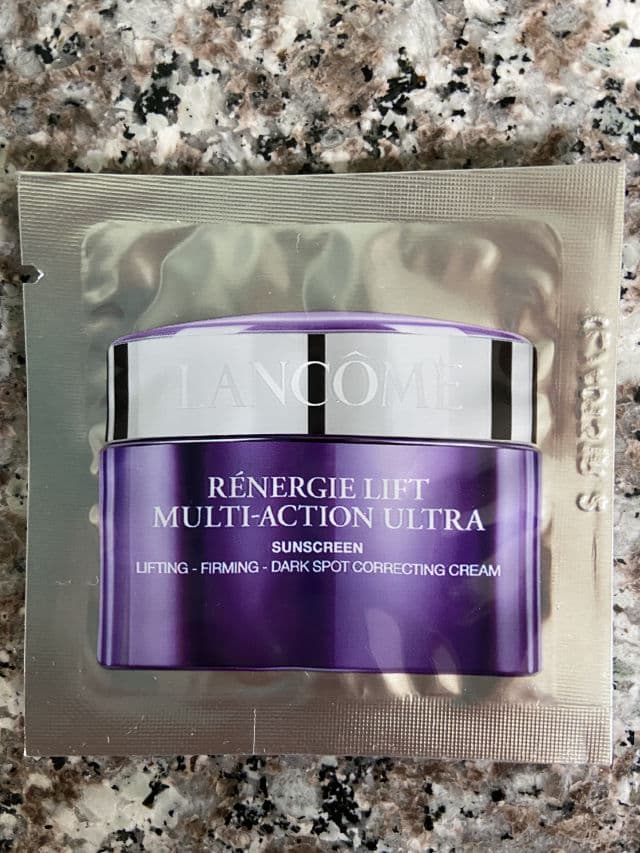 LANCÔME
RÉNERGIE LIFT
MULTI-ACTION ULTRA
SUNSCREEN
LIFTING - FIRMING - DARK SPOT CORRECTING CREAM